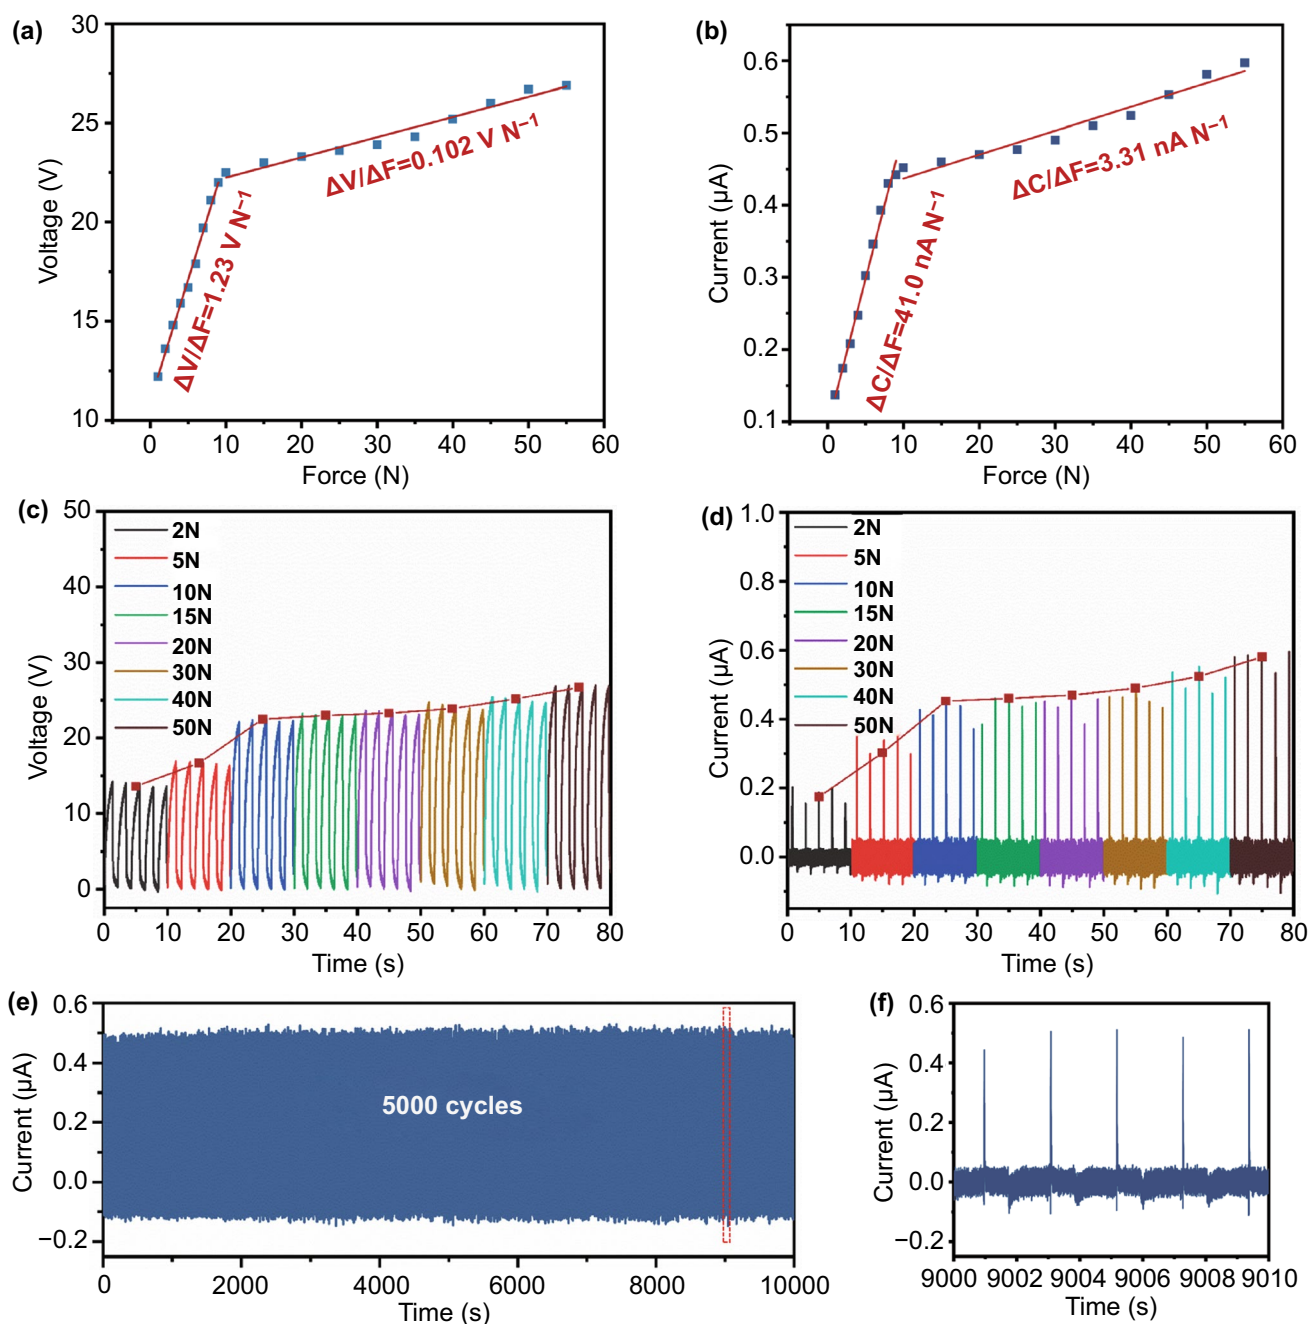 (a)
30
25
20
15
10
Voltage (V)
ΔV/ΔF=1.23 V N⁻¹
ΔV/ΔF=0.102 V N⁻¹
0 10 20 30 40 50 60
Force (N)
(b)
0.6
0.5
0.4
0.3
0.2
0.1
Current (μA)
ΔC/ΔF=41.0 nA N⁻¹
ΔC/ΔF=3.31 nA N⁻¹
0 10 20 30 40 50 60
Force (N)
(c)
50
40
30
20
10
0
Voltage (V)
2N
5N
10N
15N
20N
30N
40N
50N
0 10 20 30 40 50 60 70 80
Time (s)
(d)
1.0
0.8
0.6
0.4
0.2
0.0
Current (μA)
2N
5N
10N
15N
20N
30N
40N
50N
0 10 20 30 40 50 60 70 80
Time (s)
(e)
0.6
0.4
0.2
0.0
−0.2
Current (μA)
5000 cycles
0 2000 4000 6000 8000 10000
Time (s)
(f)
0.6
0.4
0.2
0.0
−0.2
Current (μA)
9000 9002 9004 9006 9008 9010
Time (s)